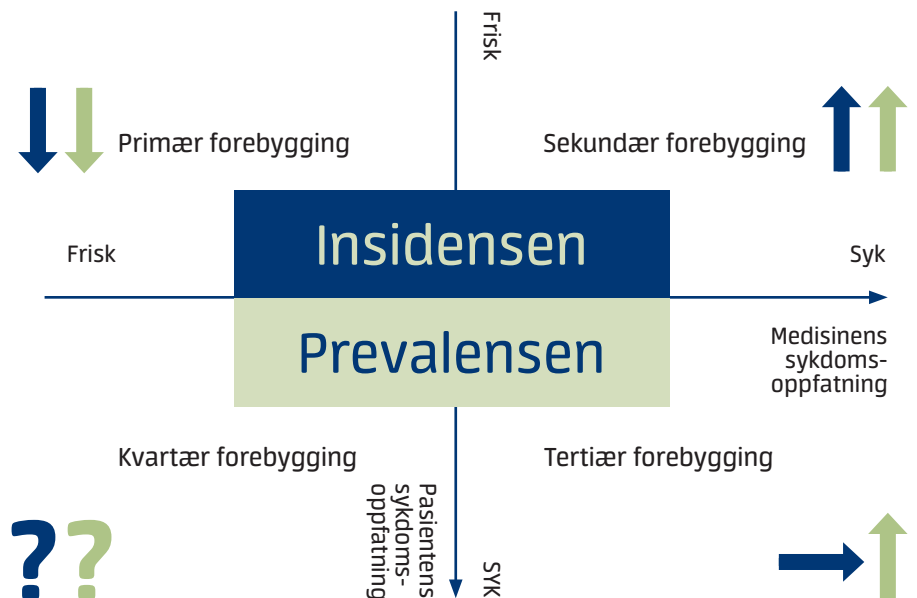 Frisk
Primær forebygging
Sekundær forebygging
Insidensen
Frisk
Syk
Prevalensen
Medisinens
sykdoms-
oppfatning
Kvartær forebygging
Tertiær forebygging
Pasientens
sykdoms-
oppfatning
SYK
??